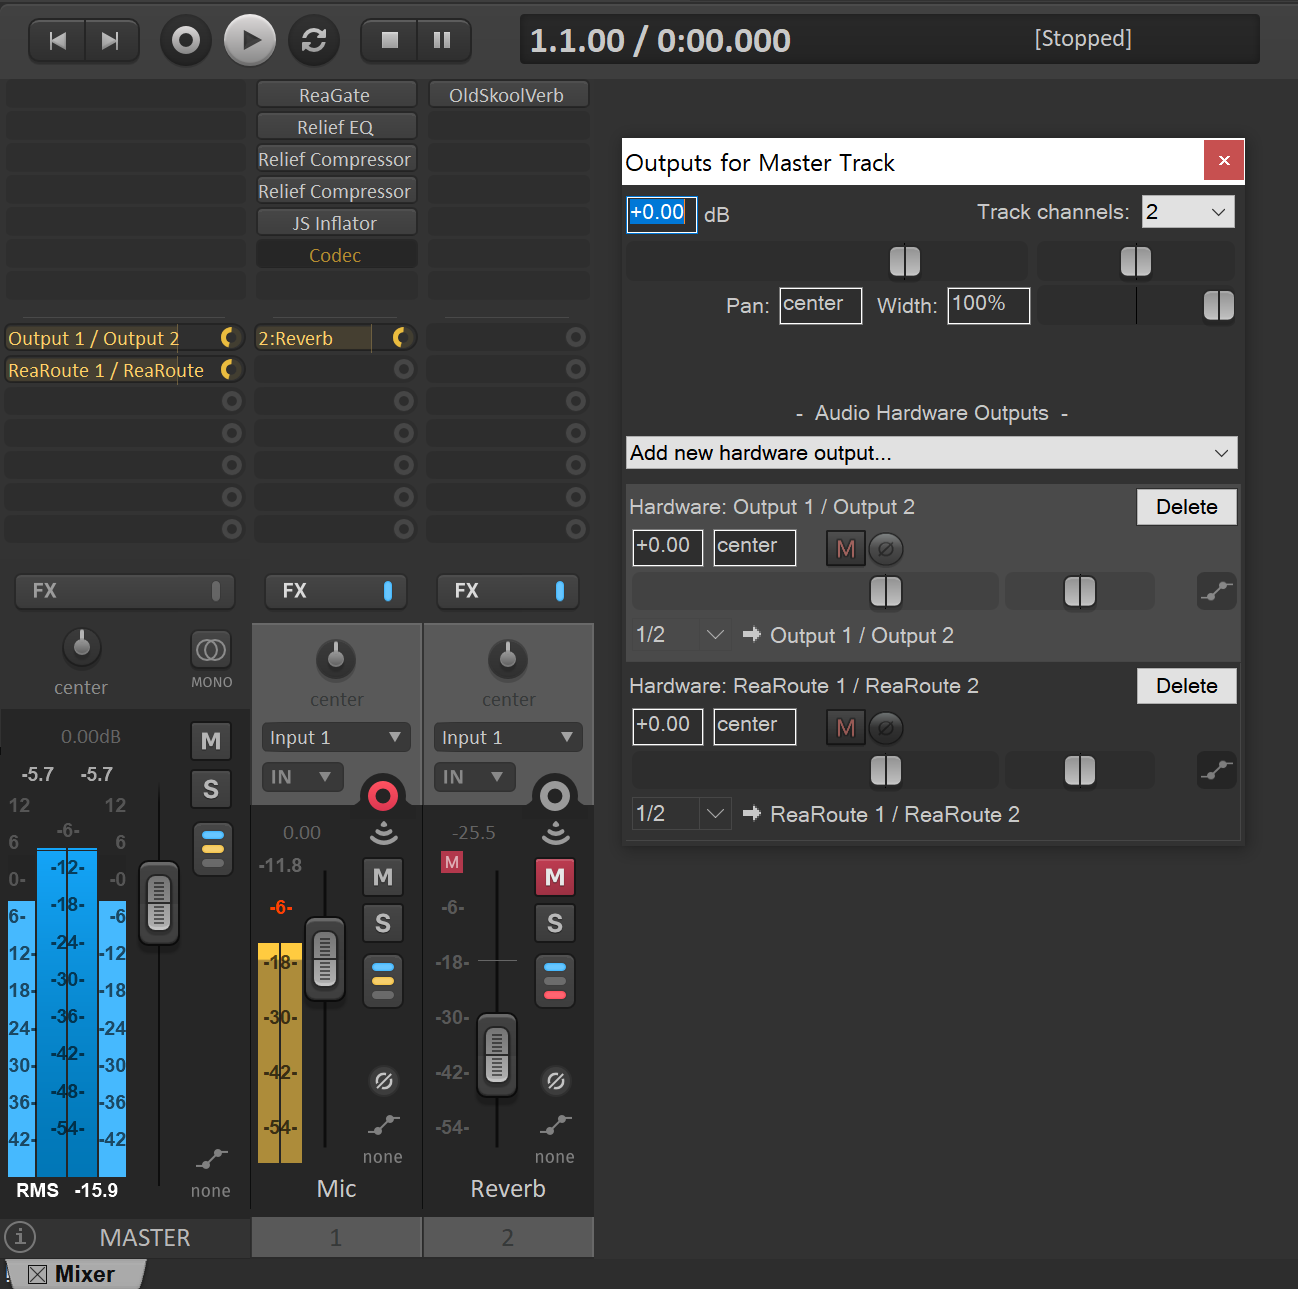 1.1.00 / 0:00.000
[Stopped]
ReaGate
OldSkoolVerb
Relief EQ
Relief Compressor
Relief Compressor
JS Inflator
Codec
Output 1 / Output 2
2:Reverb
ReaRoute 1 / ReaRoute
FX
FX
FX
center
MONO
center
center
0.00dB
M
Input 1
Input 1
-5.7 -5.7
S
IN
IN
12 12
-6-
6 6
0- -0
-12-
-18-
6- -6
-24-
12- -12
-30-
18- -18
-36-
24- -24
-42-
30- -30
-48-
36- -36
-54-
42- -42
RMS -15.9
none
MASTER
0.00
-11.8
M
-6-
S
-18-
-30-
-42-
-54-
none
Mic
1
-25.5
M
M
-6-
S
-18-
-30-
-42-
-54-
none
Reverb
2
i
Mixer
Outputs for Master Track
+0.00 dB
Track channels: 2
Pan: center Width: 100%
- Audio Hardware Outputs -
Add new hardware output...
Hardware: Output 1 / Output 2
Delete
+0.00 center M
1/2 Output 1 / Output 2
Hardware: ReaRoute 1 / ReaRoute 2
Delete
+0.00 center M
1/2 ReaRoute 1 / ReaRoute 2